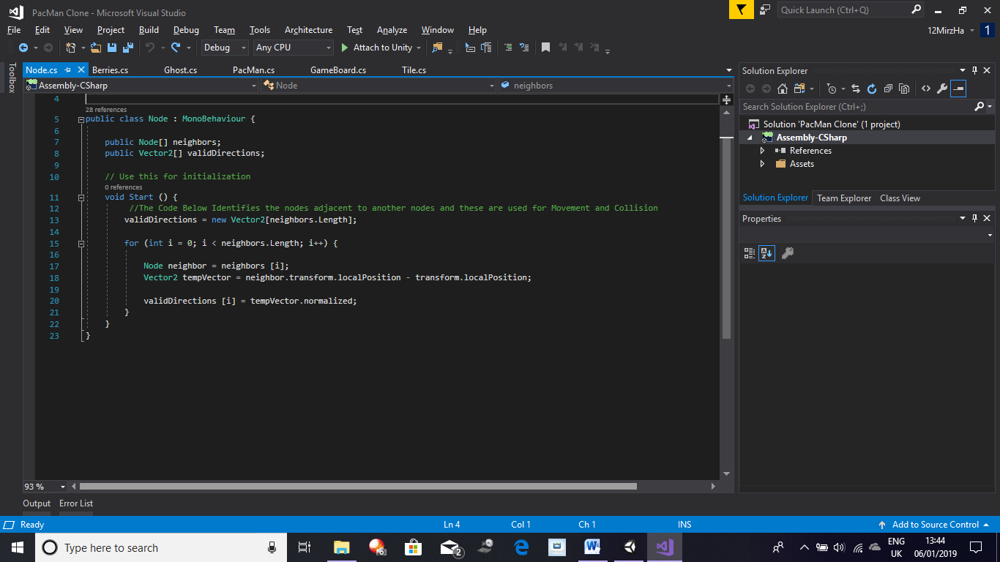 PacMan Clone - Microsoft Visual Studio
Quick Launch (Ctrl+Q)
File Edit View Project Build Debug Team Tools Architecture Test Analyze Window Help
12MirzHa 1
Debug Any CPU Attach to Unity
Toolbox
Node.cs Berries.cs Ghost.cs PacMan.cs GameBoard.cs Tile.cs
Assembly-CSharp Node neighbors
4
28 references
5 public class Node : MonoBehaviour {
6
7 public Node[] neighbors;
8 public Vector2[] validDirections;
9
10 // Use this for initialization
0 references
11 void Start () {
12 //The Code Below Identifies the nodes adjacent to another nodes and these are used for Movement and Collision
13 validDirections = new Vector2[neighbors.Length];
14
15 for (int i = 0; i < neighbors.Length; i++) {
16
17 Node neighbor = neighbors [i];
18 Vector2 tempVector = neighbor.transform.localPosition - transform.localPosition;
19
20 validDirections [i] = tempVector.normalized;
21 }
22 }
23 }
93 %
Solution Explorer
Search Solution Explorer (Ctrl+;)
Solution 'PacMan Clone' (1 project)
Assembly-CSharp
References
Assets
Solution Explorer Team Explorer Class View
Properties
Output Error List
Ready Ln 4 Col 1 Ch 1 INS Add to Source Control
Type here to search
2
ENG
UK
13:44
06/01/2019